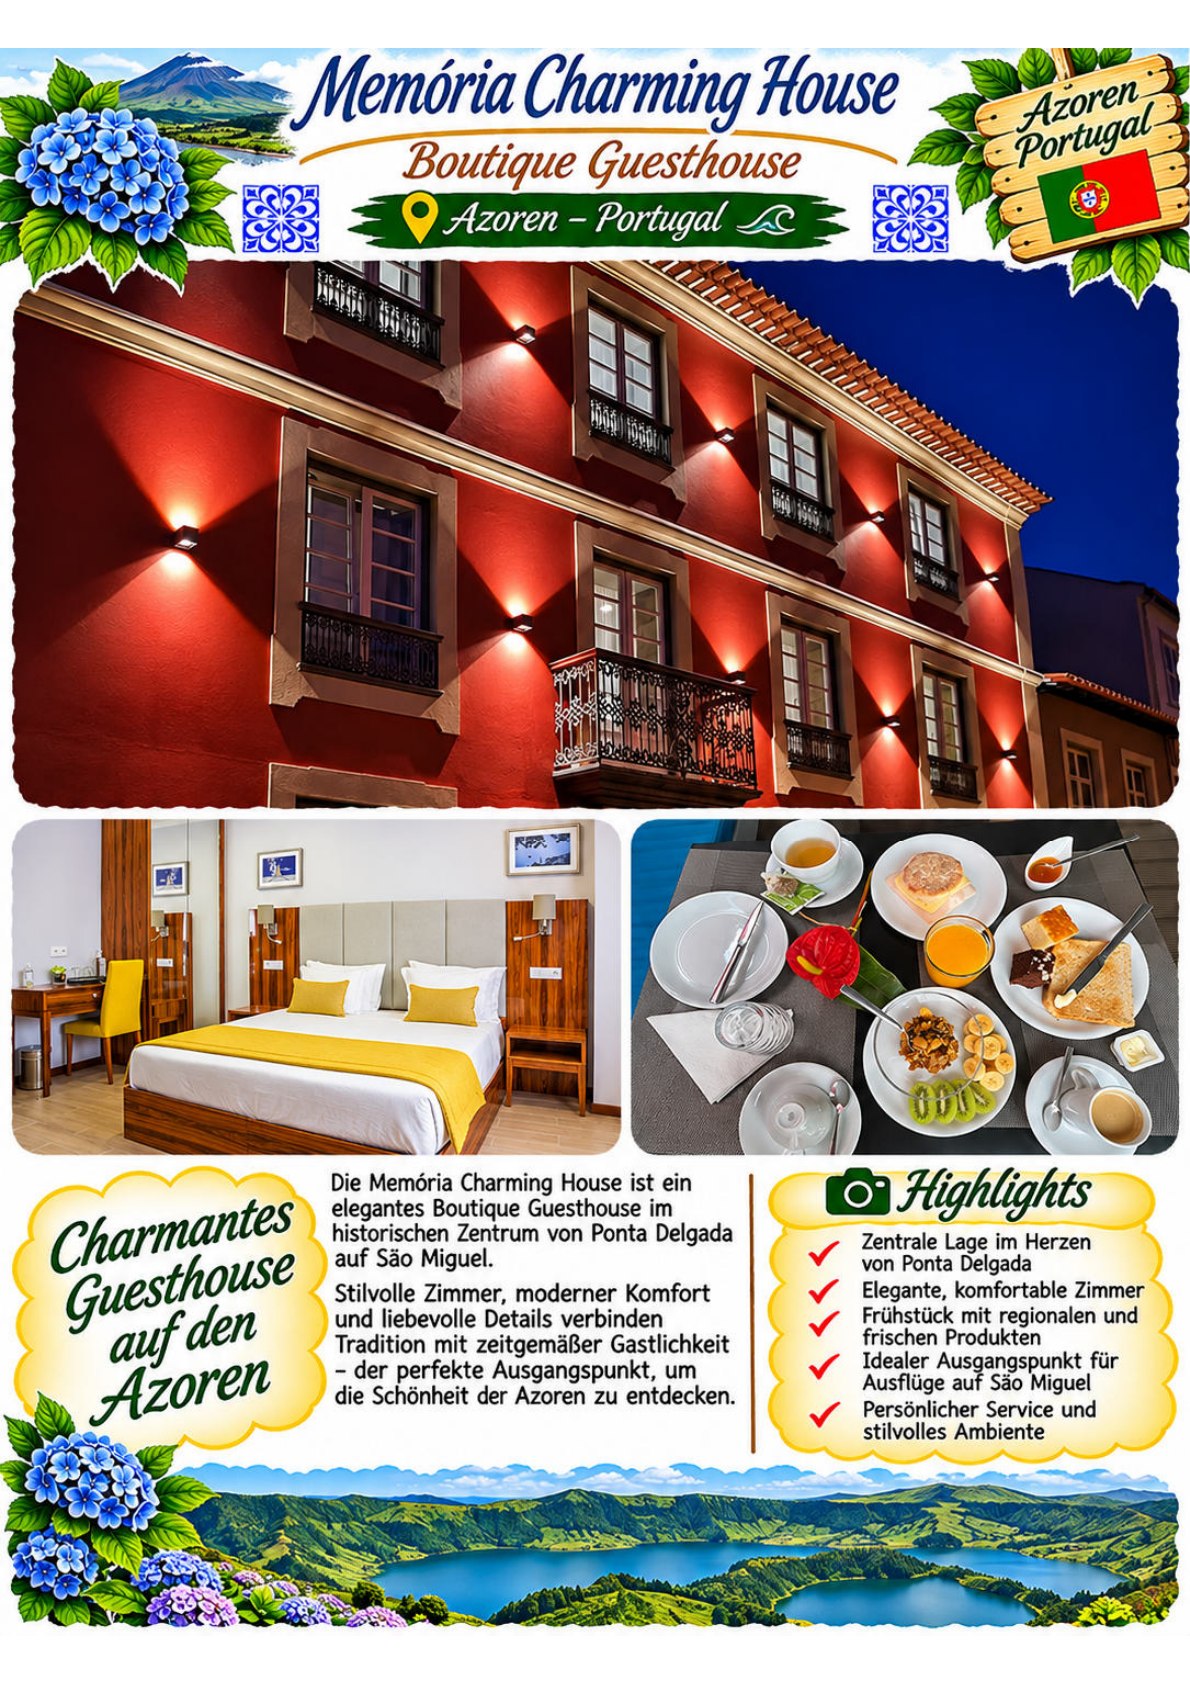 Memória Charming House
Boutique Guesthouse
Azoren – Portugal
Azoren
Portugal
Charmantes
Guesthouse
auf den
Azoren
Die Memória Charming House ist ein
elegantes Boutique Guesthouse im
historischen Zentrum von Ponta Delgada
auf São Miguel.
Stilvolle Zimmer, moderner Komfort
und liebevolle Details verbinden
Tradition mit zeitgemäßer Gastlichkeit
– der perfekte Ausgangspunkt, um
die Schönheit der Azoren zu entdecken.
Highlights
Zentrale Lage im Herzen
von Ponta Delgada
Elegante, komfortable Zimmer
Frühstück mit regionalen und
frischen Produkten
Idealer Ausgangspunkt für
Ausflüge auf São Miguel
Persönlicher Service und
stilvolles Ambiente